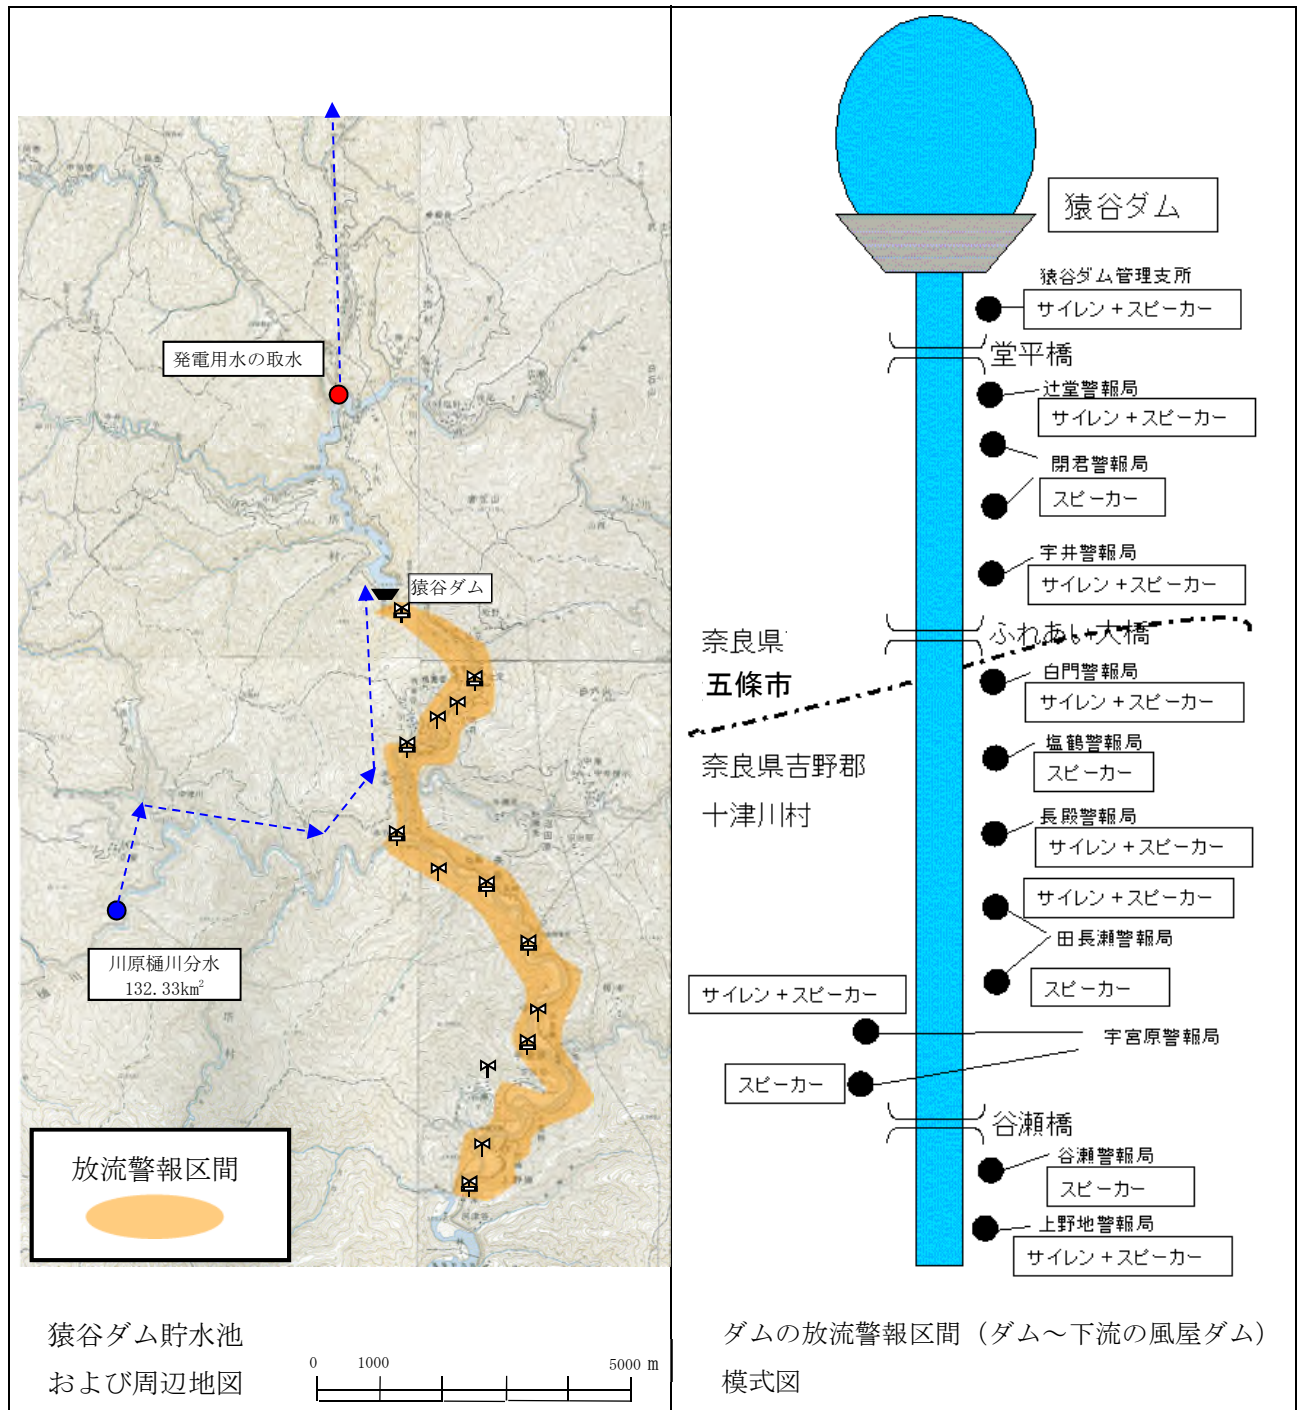 発電用水の取水
猿谷ダム
川原樋川分水
132.33km²
放流警報区間
猿谷ダム貯水池
および周辺地図
0 1000 5000 m
猿谷ダム
猿谷ダム管理支所
サイレン＋スピーカー
堂平橋
辻堂警報局
サイレン＋スピーカー
閉君警報局
スピーカー
宇井警報局
サイレン＋スピーカー
ふれあい大橋
奈良県
五條市
白門警報局
サイレン＋スピーカー
奈良県吉野郡
十津川村
塩鶴警報局
スピーカー
長殿警報局
サイレン＋スピーカー
サイレン＋スピーカー
田長瀬警報局
スピーカー
サイレン＋スピーカー
宇宮原警報局
スピーカー
谷瀬橋
谷瀬警報局
スピーカー
上野地警報局
サイレン＋スピーカー
ダムの放流警報区間（ダム～下流の風屋ダム）
模式図